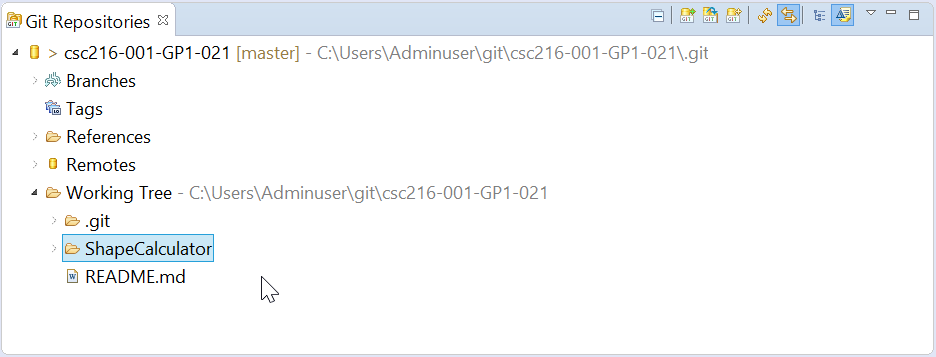 Git Repositories
> csc216-001-GP1-021 [master] - C:\Users\Adminuser\git\csc216-001-GP1-021\.git
Branches
Tags
References
Remotes
Working Tree - C:\Users\Adminuser\git\csc216-001-GP1-021
.git
ShapeCalculator
README.md